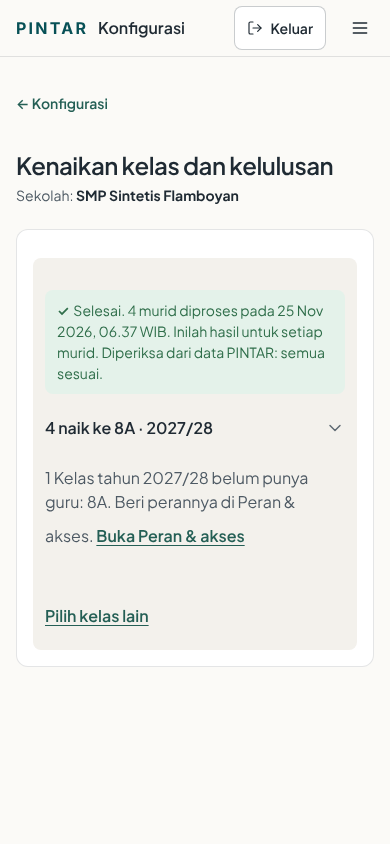 PINTAR Konfigurasi Keluar
← Konfigurasi
Kenaikan kelas dan kelulusan
Sekolah: SMP Sintetis Flamboyan
✓ Selesai. 4 murid diproses pada 25 Nov
2026, 06.37 WIB. Inilah hasil untuk setiap
murid. Diperiksa dari data PINTAR: semua
sesuai.
4 naik ke 8A · 2027/28
1 Kelas tahun 2027/28 belum punya
guru: 8A. Beri perannya di Peran &
akses. Buka Peran & akses
Pilih kelas lain